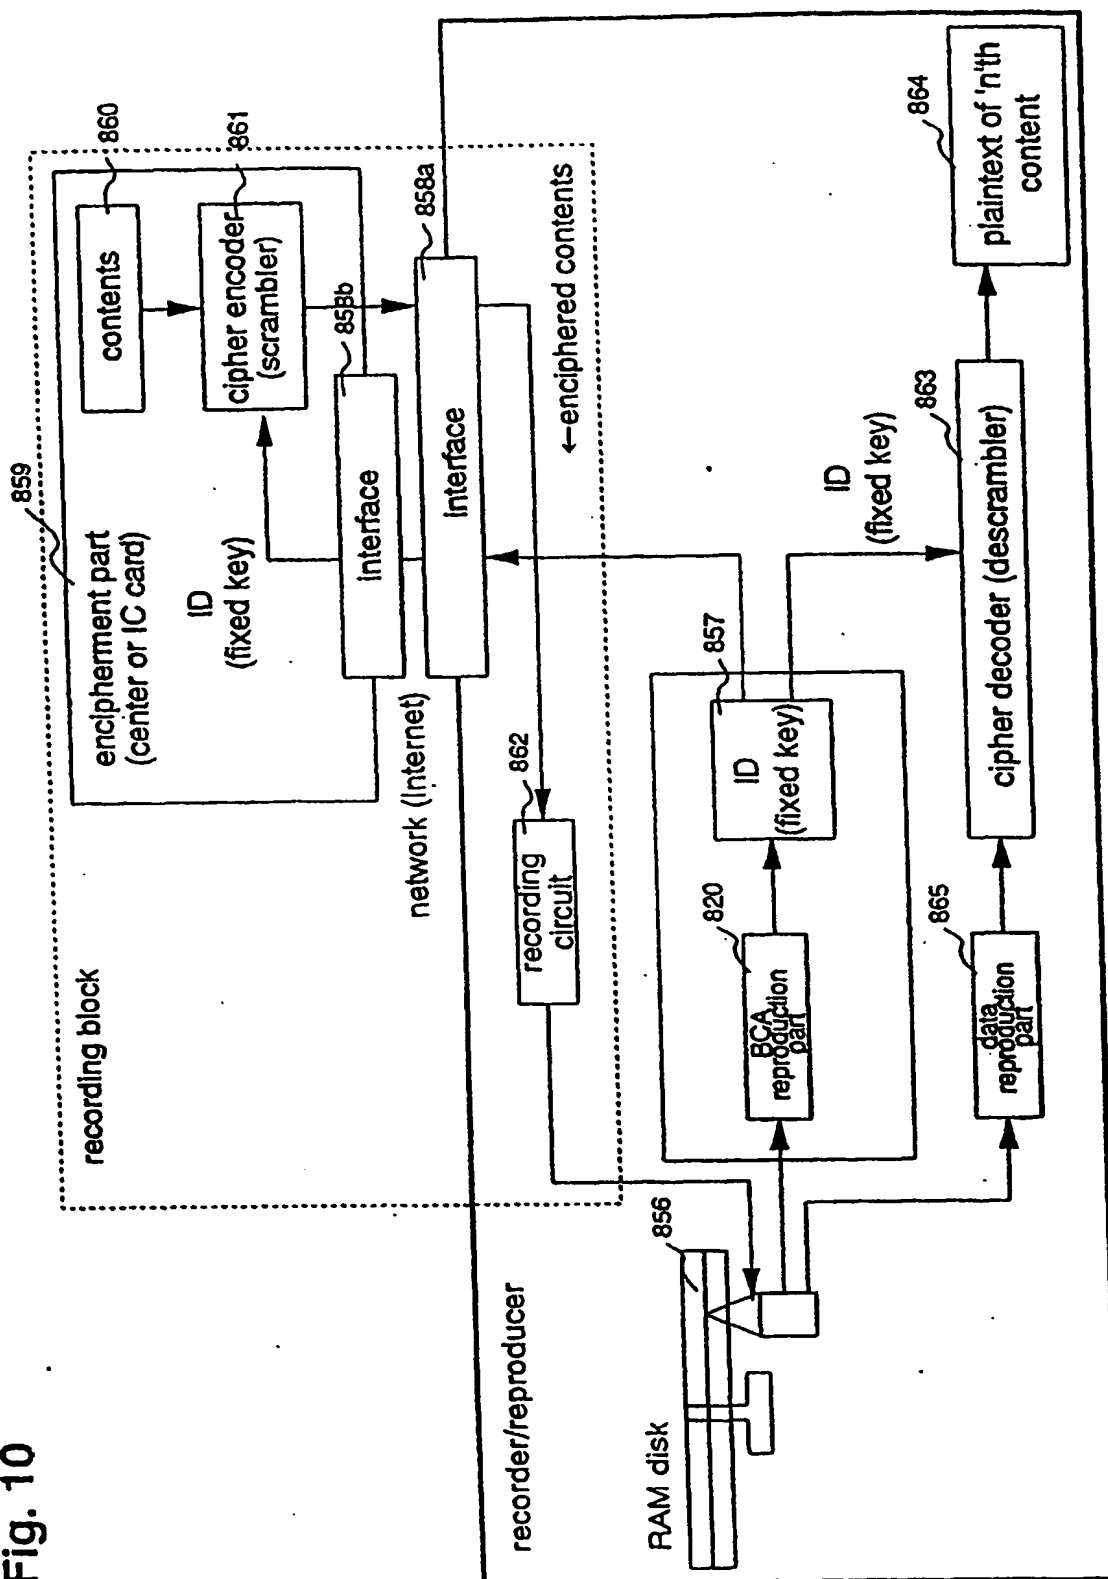 Fig. 10
recording block
859
encipherment part
(center or IC card)
860
contents
861
cipher encoder
(scrambler)
ID
(fixed key)
858b
Interface
network (Internet)
858a
Interface
862
recording
circuit
←enciphered contents
recorder/reproducer
RAM disk
856
820
BCA
reproduction
part
857
ID
(fixed key)
ID
(fixed key)
865
data
reproduction
part
863
cipher decoder (descrambler)
864
plaintext of 'n'th
content